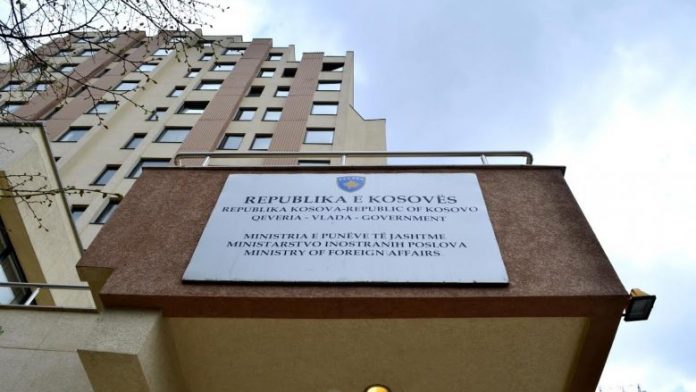 REPUBLIKA E KOSOVËS
REPUBLIKA KOSOVA-REPUBLIC OF KOSOVO
QEVERIA - VLADA - GOVERNMENT
MINISTRIA E PUNËVE TË JASHTME
MINISTARSTVO INOSTRANIH POSLOVA
MINISTRY OF FOREIGN AFFAIRS